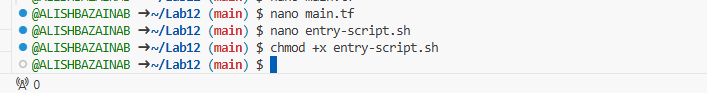 @ALISHBAZAINAB ➜~/Lab12 (main) $ nano main.tf
@ALISHBAZAINAB ➜~/Lab12 (main) $ nano entry-script.sh
@ALISHBAZAINAB ➜~/Lab12 (main) $ chmod +x entry-script.sh
@ALISHBAZAINAB ➜~/Lab12 (main) $
0